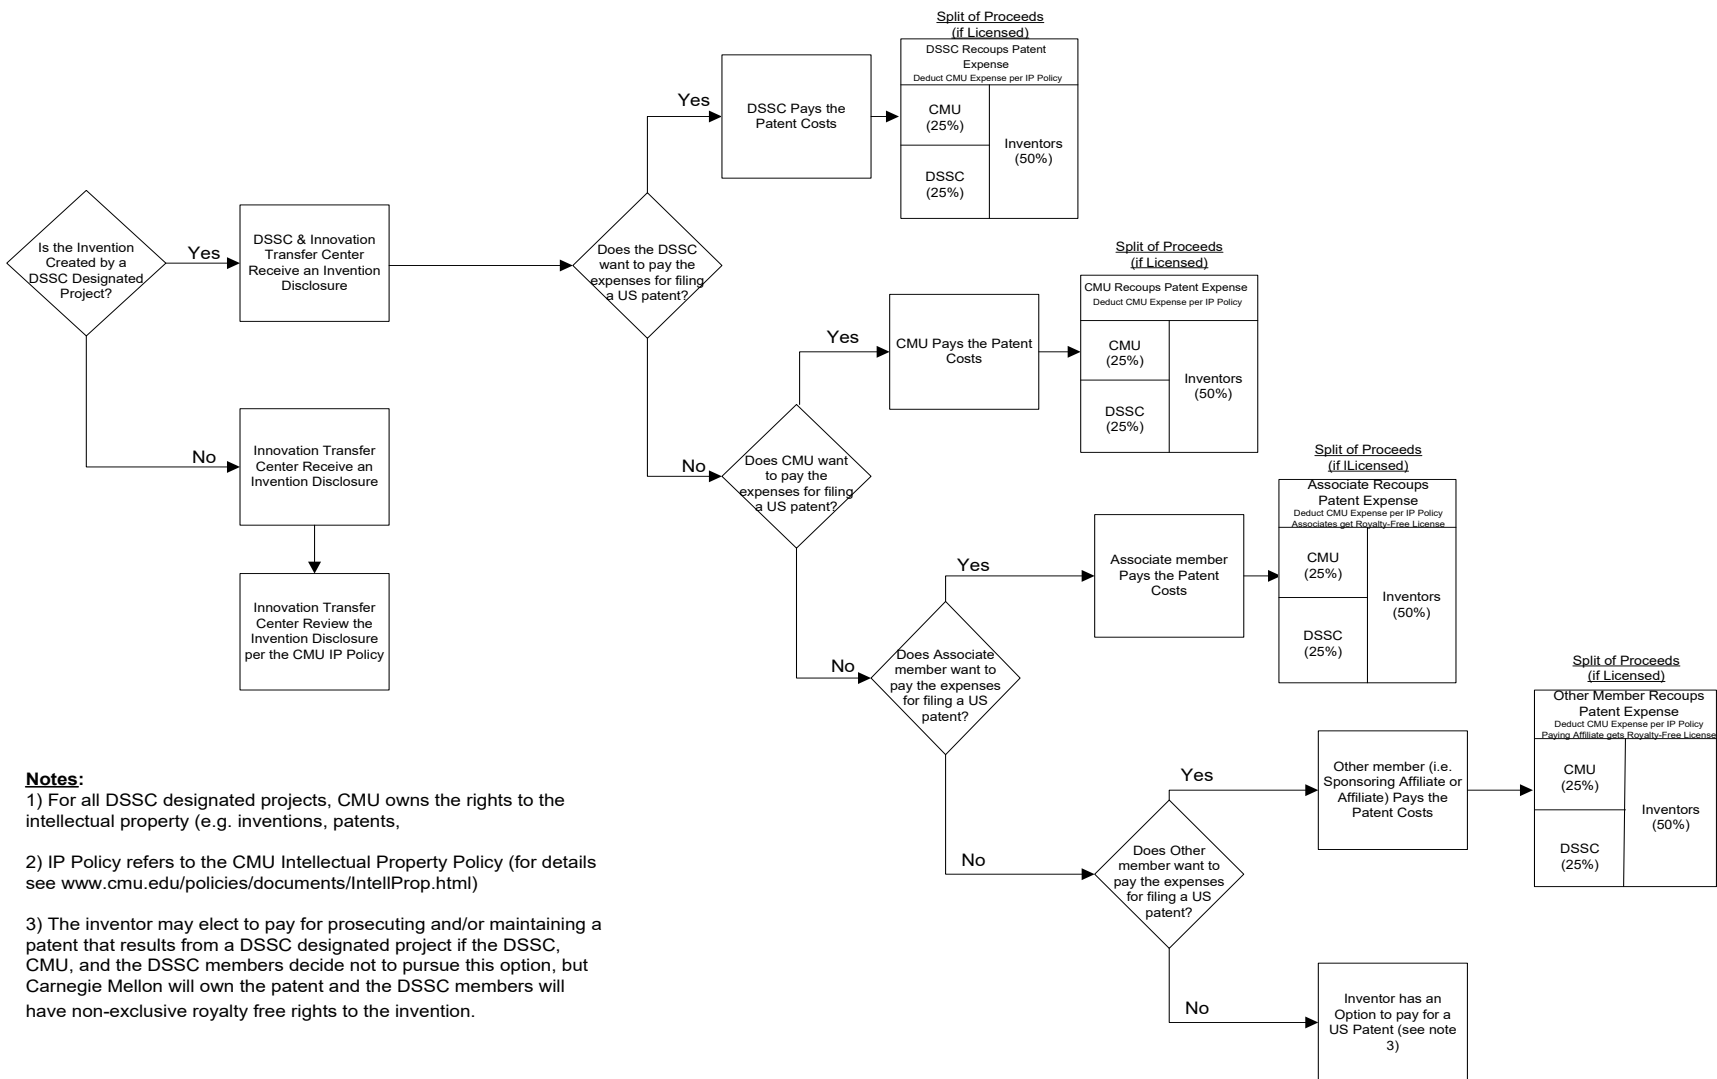 Split of Proceeds
(if Licensed)
DSSC Recoups Patent
Expense
Deduct CMU Expense per IP Policy
CMU
(25%)
DSSC
(25%)
Inventors
(50%)
Yes
DSSC Pays the
Patent Costs
Is the Invention
Created by a
DSSC Designated
Project?
Yes
DSSC & Innovation
Transfer Center
Receive an Invention
Disclosure
Does the DSSC
want to pay the
expenses for filing
a US patent?
Split of Proceeds
(if Licensed)
CMU Recoups Patent Expense
Deduct CMU Expense per IP Policy
CMU
(25%)
DSSC
(25%)
Inventors
(50%)
Yes
CMU Pays the Patent
Costs
No
Innovation Transfer
Center Receive an
Invention Disclosure
No
Does CMU want
to pay the
expenses for filing
a US patent?
Split of Proceeds
(if lLicensed)
Associate Recoups
Patent Expense
Deduct CMU Expense per IP Policy
Associates get Royalty-Free License
CMU
(25%)
DSSC
(25%)
Inventors
(50%)
Yes
Associate member
Pays the Patent
Costs
Innovation Transfer
Center Review the
Invention Disclosure
per the CMU IP Policy
No
Does Associate
member want to
pay the expenses
for filing a US
patent?
Split of Proceeds
(if Licensed)
Other Member Recoups
Patent Expense
Deduct CMU Expense per IP Policy
Paying Affiliate gets Royalty-Free License
CMU
(25%)
DSSC
(25%)
Inventors
(50%)
Yes
Other member (i.e.
Sponsoring Affiliate or
Affiliate) Pays the
Patent Costs
No
Does Other
member want to
pay the expenses
for filing a US
patent?
No
Inventor has an
Option to pay for a
US Patent (see note
3)
Notes:
1) For all DSSC designated projects, CMU owns the rights to the
intellectual property (e.g. inventions, patents,
2) IP Policy refers to the CMU Intellectual Property Policy (for details
see www.cmu.edu/policies/documents/IntellProp.html)
3) The inventor may elect to pay for prosecuting and/or maintaining a
patent that results from a DSSC designated project if the DSSC,
CMU, and the DSSC members decide not to pursue this option, but
Carnegie Mellon will own the patent and the DSSC members will
have non-exclusive royalty free rights to the invention.